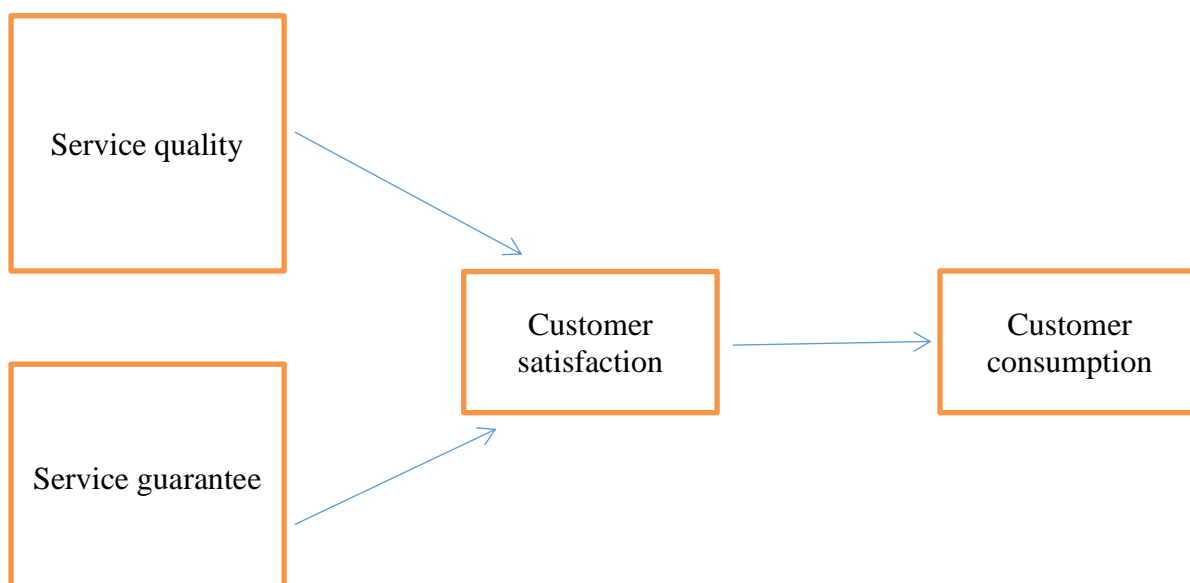 Service quality
Service guarantee
Customer
satisfaction
Customer
consumption